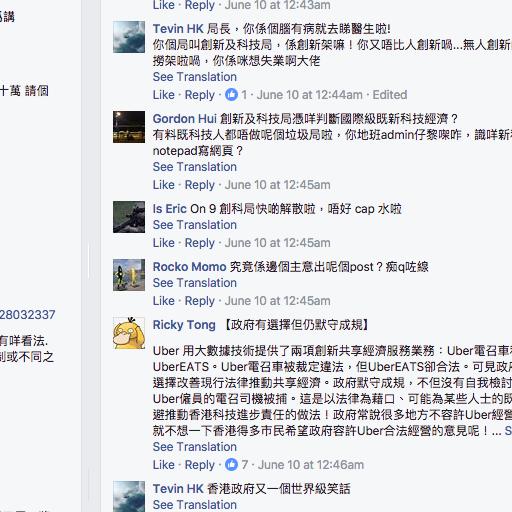 Like · Reply · June 10 at 12:43am
Tevin HK 局長，你係個腦有病就去睇醫生啦!
你個局叫創新及科技局，係創新架嘛！你又唔比人創新喎...無人創新
撈架啦喎，你係咪想失業啊大佬
See Translation
Like · Reply · 1 · June 10 at 12:44am · Edited
十萬 請個
Gordon Hui 創新及科技局憑咩判斷國際級既新科技經濟？
有料既科技人都唔做呢個垃圾局啦，你地班admin仔黎㗎咋，識咩新
notepad寫網頁？
See Translation
Like · Reply · June 10 at 12:45am
Is Eric On 9 創科局快啲解散啦，唔好 cap 水啦
See Translation
Like · Reply · June 10 at 12:45am
Rocko Momo 究竟係邊個主意出呢個post？痴q咗線
See Translation
Like · Reply · June 10 at 12:45am
28032337
有咩看法.
制或不同之
Ricky Tong 【政府有選擇但仍默守成規】
Uber 用大數據技術提供了兩項創新共享經濟服務業務：Uber電召車
UberEATS。Uber電召車被裁定違法，但UberEATS卻合法。可見政
選擇改善現行法律推動共享經濟。政府默守成規，不但沒有自我檢討
Uber僱員的電召司機被捕。這是以法律為藉口、可能為某些人士的既
避推動香港科技進步責任的做法！政府常說很多地方不容許Uber經
就不想一下香港得多市民希望政府容許Uber合法經營的意見呢！... S
See Translation
Like · Reply · 7 · June 10 at 12:46am
Tevin HK 香港政府又一個世界級笑話
See Translation